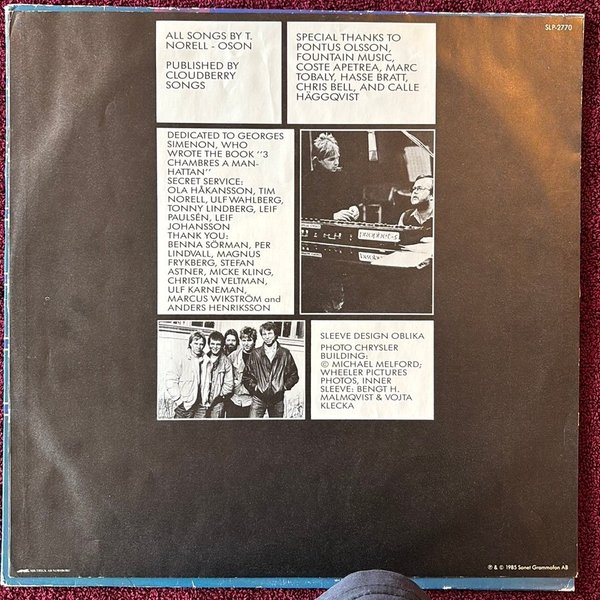 SLP-2770
ALL SONGS BY T.
NORELL - OSON
PUBLISHED BY
CLOUDBERRY
SONGS
SPECIAL THANKS TO
PONTUS OLSSON,
FOUNTAIN MUSIC,
COSTE APETREA, MARC
TOBALY, HASSE BRATT,
CHRIS BELL, AND CALLE
HÅGGQVIST
DEDICATED TO GEORGES
SIMENON, WHO
WROTE THE BOOK "3
CHAMBRES A MAN-
HATTAN"
SECRET SERVICE:
OLA HÅKANSSON, TIM
NORELL, ULF WAHLBERG,
TONNY LINDBERG, LEIF
PAULSÉN, LEIF
JOHANSSON
THANK YOU:
BENNA SÖRMAN, PER
LINDVALL, MAGNUS
FRYKBERG, STEFAN
ASTNER, MICKE KLING,
CHRISTIAN VELTMAN,
ULF KARNEMAN,
MARCUS WIKSTRÖM and
ANDERS HENRIKSSON
prophet-5
SLEEVE DESIGN OBLIKA
PHOTO CHRYSLER
BUILDING:
© MICHAEL MELFORD;
WHEELER PICTURES
PHOTOS, INNER
SLEEVE: BENGT H.
MALMQVIST & VOJTA
KLECKA
℗ & © 1985 Sonet Grammofon AB